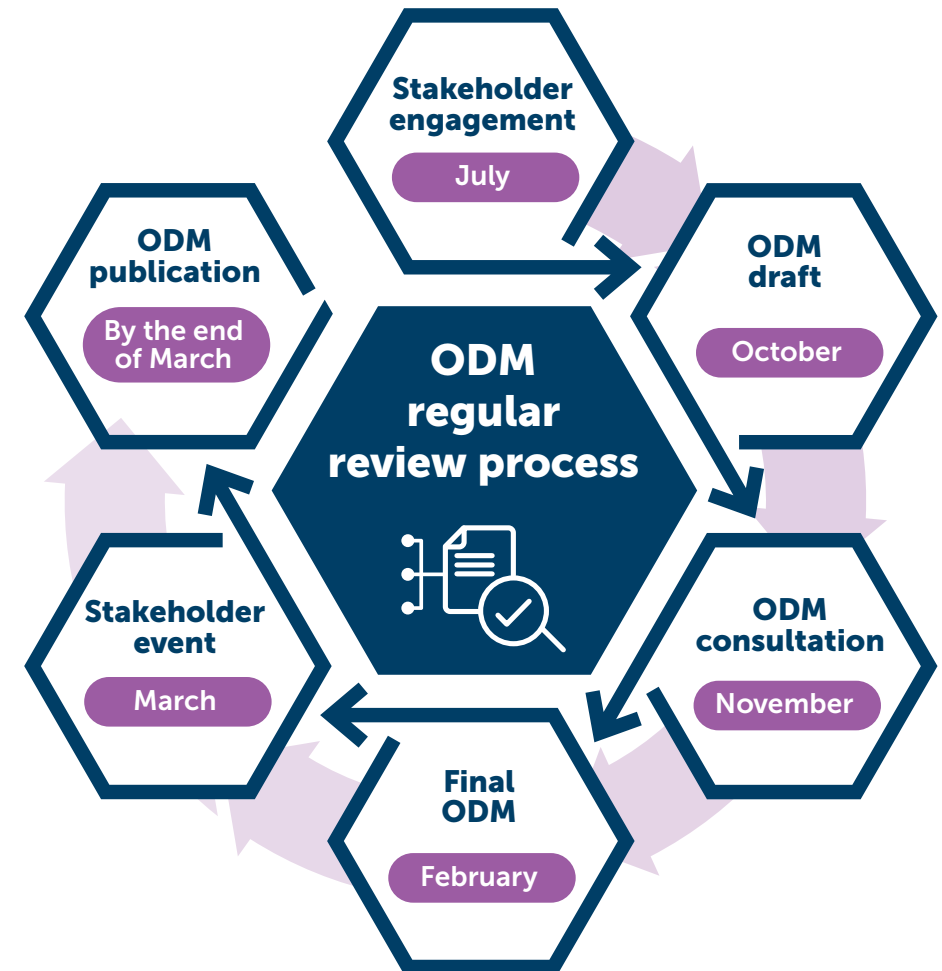 Stakeholder
engagement
July
ODM
draft
October
ODM
consultation
November
Final
ODM
February
Stakeholder
event
March
ODM
publication
By the end
of March
ODM
regular
review process